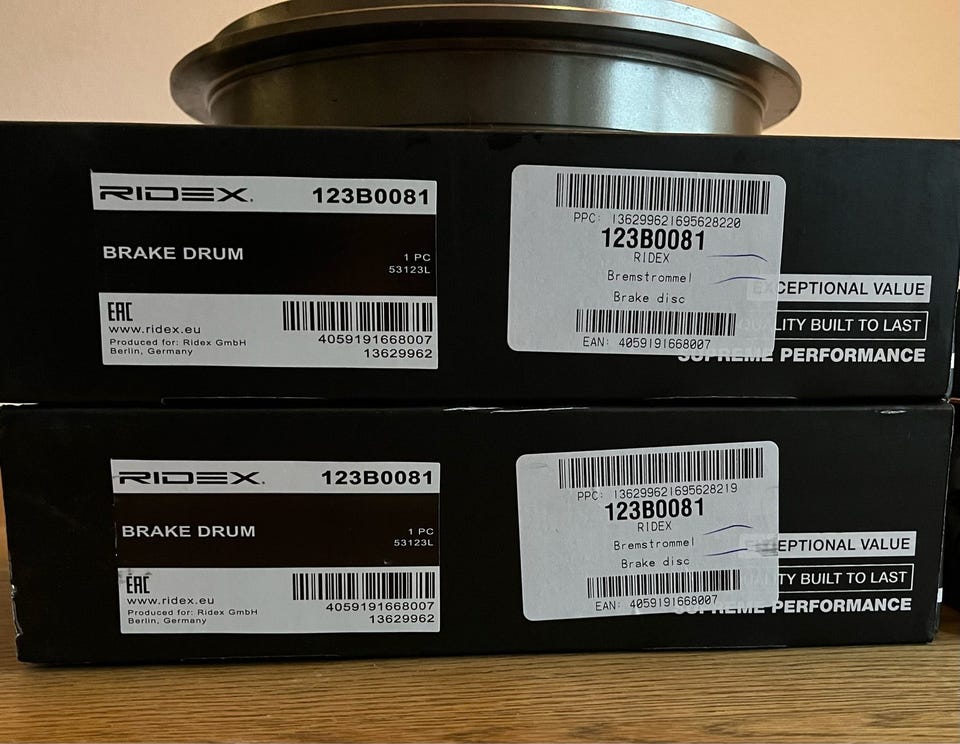 RIDEX. 123B0081
BRAKE DRUM
1 PC
53123L
EAC
www.ridex.eu
Produced for: Ridex GmbH
Berlin, Germany
4059191668007
13629962
PPC: 136299621695628220
123B0081
RIDEX
Bremstrommel
Brake disc
EAN: 4059191668007
EXCEPTIONAL VALUE
QUALITY BUILT TO LAST
SUPREME PERFORMANCE
RIDEX. 123B0081
BRAKE DRUM
1 PC
53123L
EAC
www.ridex.eu
Produced for: Ridex GmbH
Berlin, Germany
4059191668007
13629962
PPC: 136299621695628219
123B0081
RIDEX
Bremstrommel
Brake disc
EAN: 4059191668007
EXCEPTIONAL VALUE
QUALITY BUILT TO LAST
SUPREME PERFORMANCE